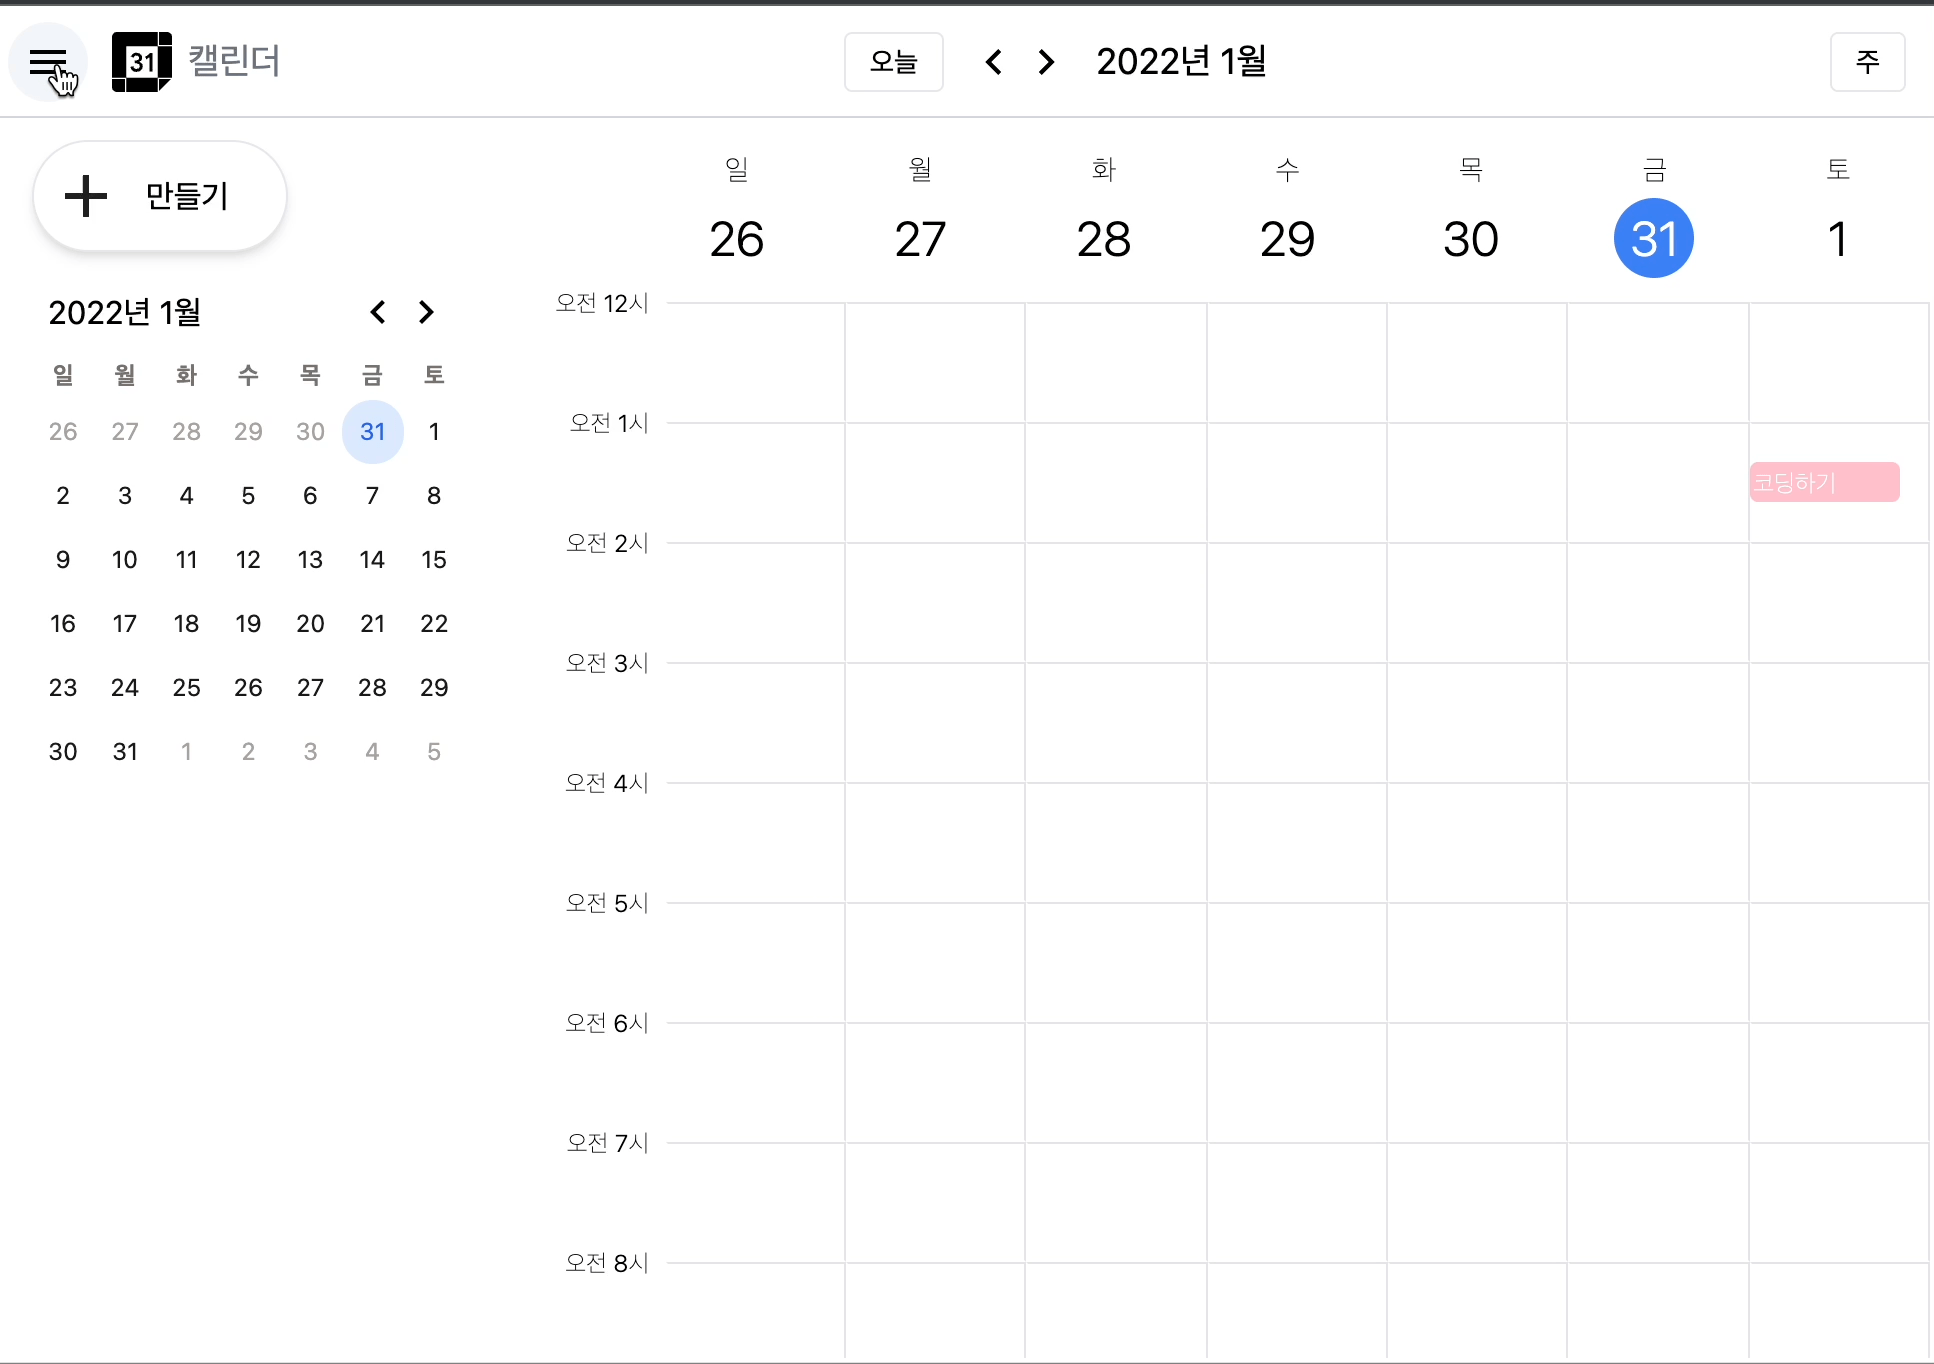 31 캘린더
오늘 2022년 1월 주
만들기
2022년 1월
일 월 화 수 목 금 토
26 27 28 29 30 31 1
2 3 4 5 6 7 8
9 10 11 12 13 14 15
16 17 18 19 20 21 22
23 24 25 26 27 28 29
30 31 1 2 3 4 5
일 월 화 수 목 금 토
26 27 28 29 30 31 1
오전 12시
오전 1시
코딩하기
오전 2시
오전 3시
오전 4시
오전 5시
오전 6시
오전 7시
오전 8시